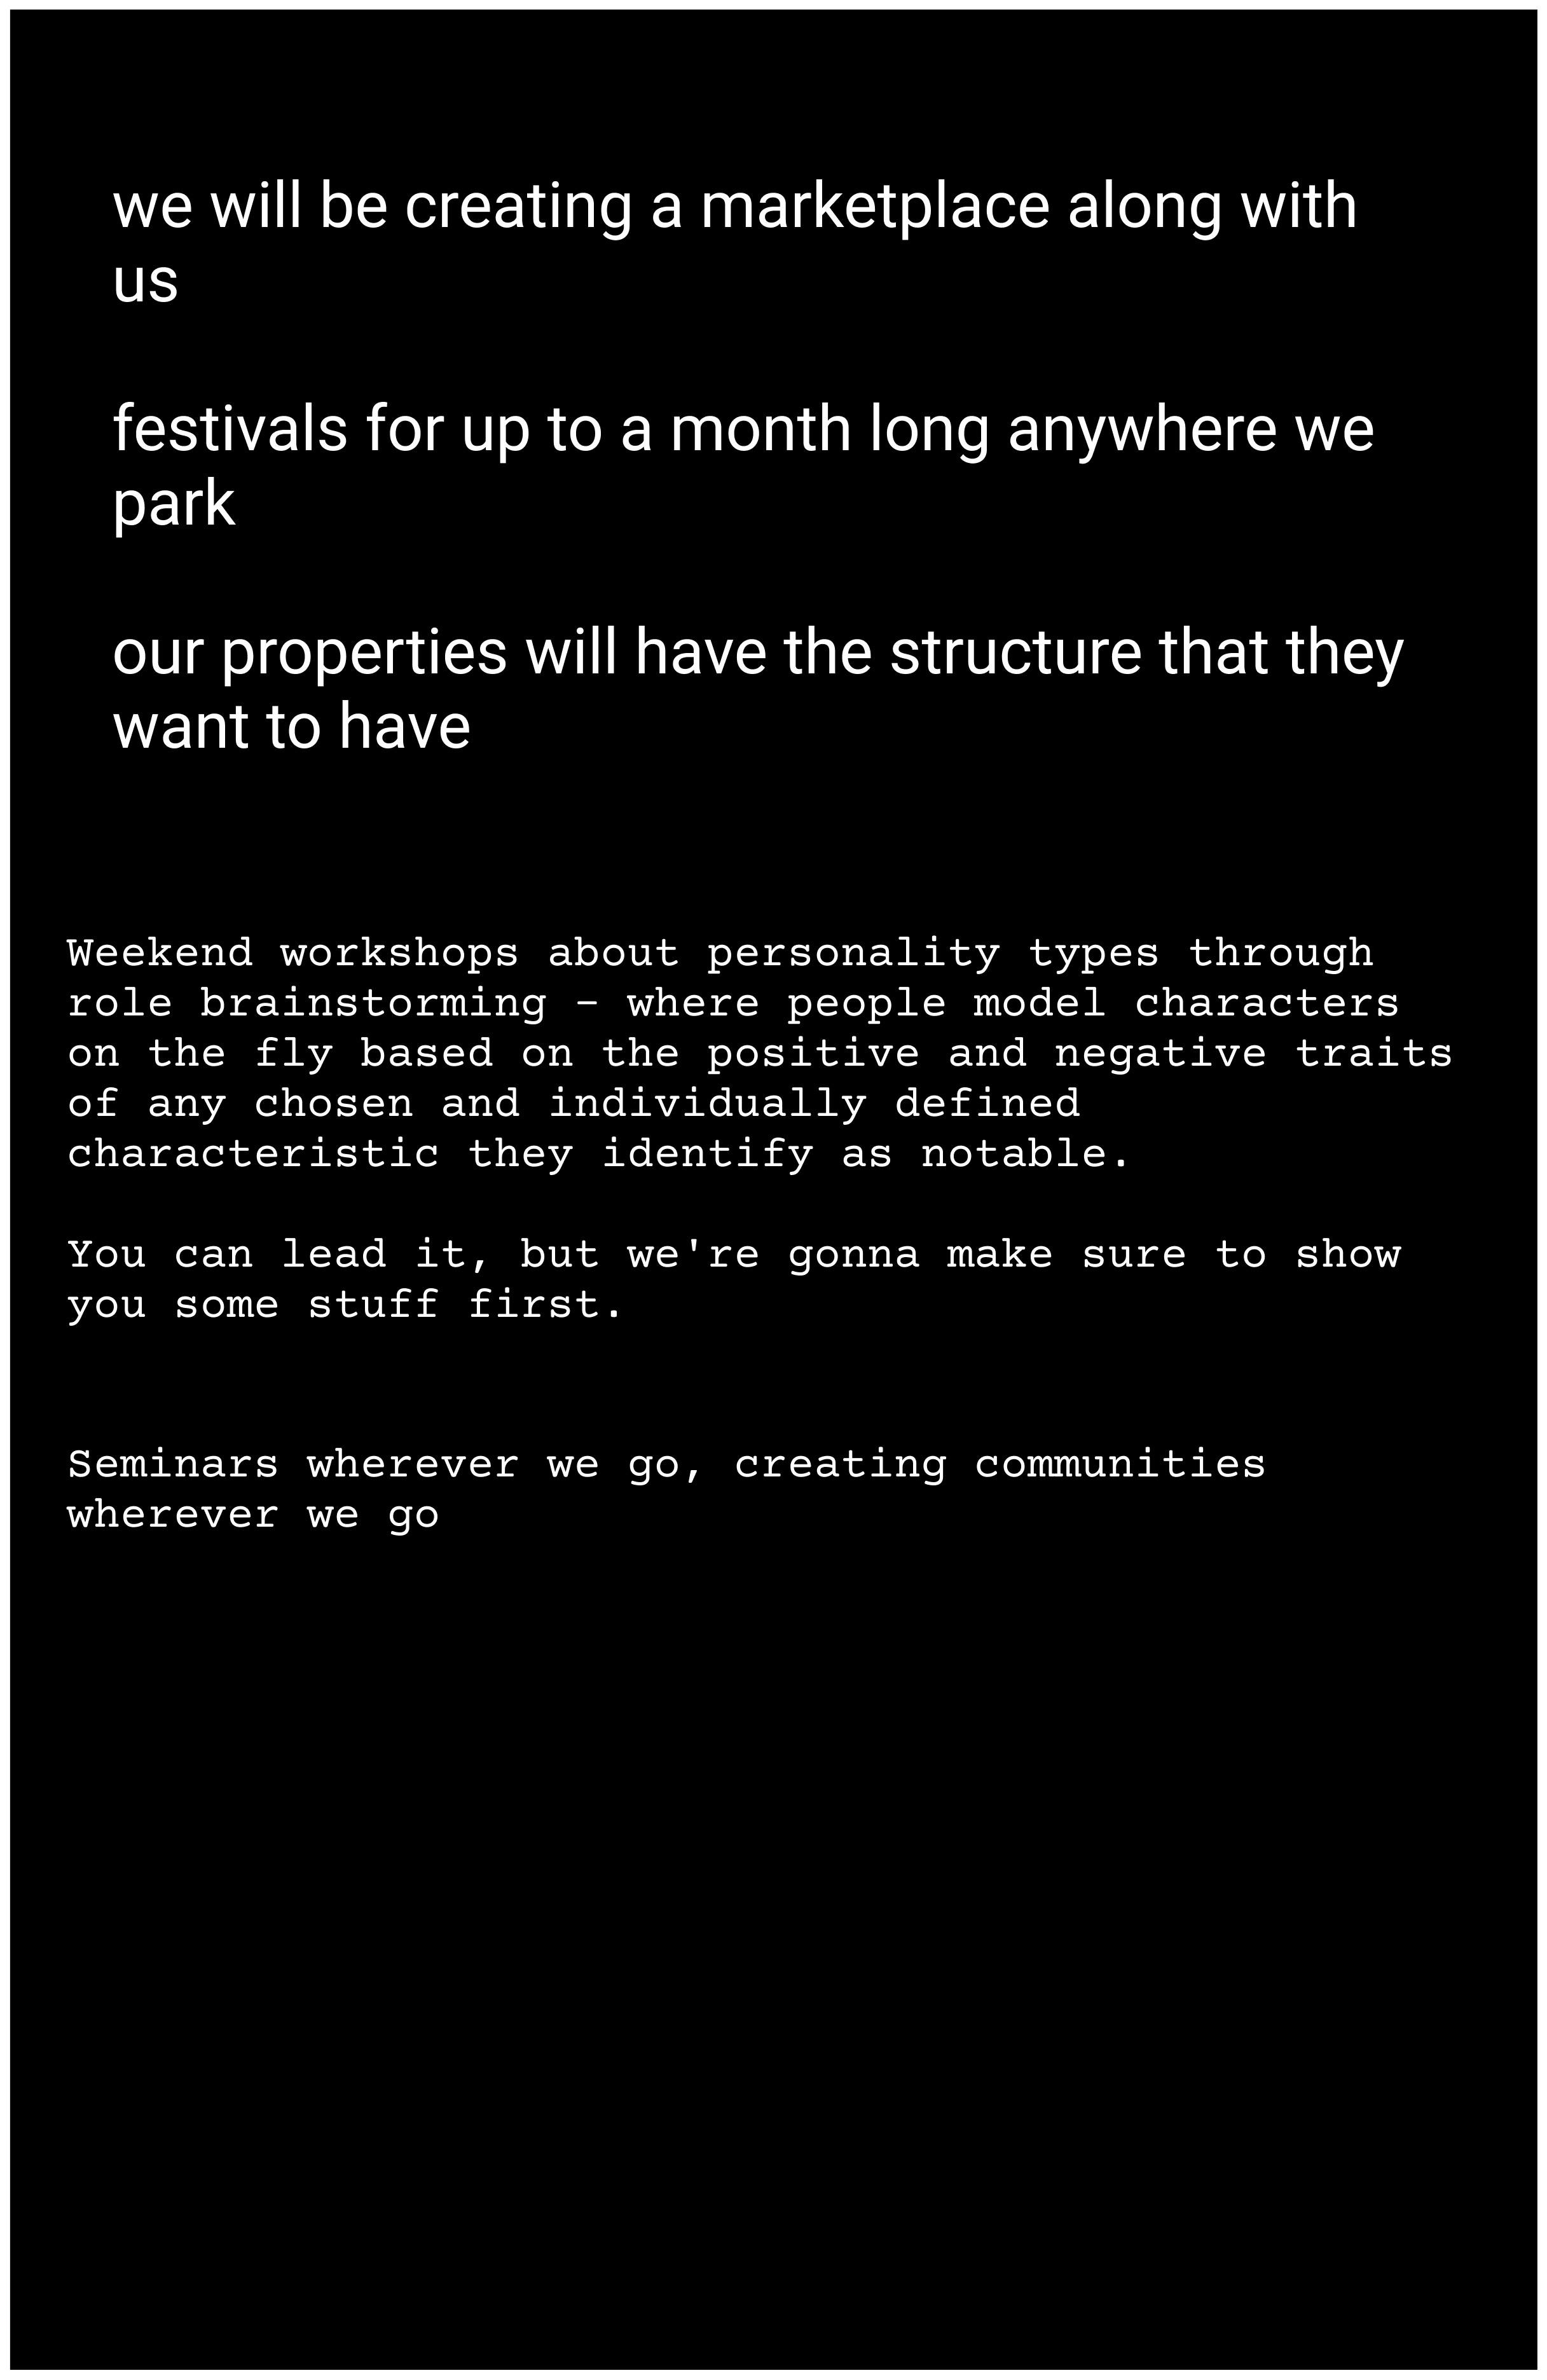 we will be creating a marketplace along with
us
festivals for up to a month long anywhere we
park
our properties will have the structure that they
want to have
Weekend workshops about personality types through
role brainstorming - where people model characters
on the fly based on the positive and negative traits
of any chosen and individually defined
characteristic they identify as notable.
You can lead it, but we're gonna make sure to show
you some stuff first.
Seminars wherever we go, creating communities
wherever we go